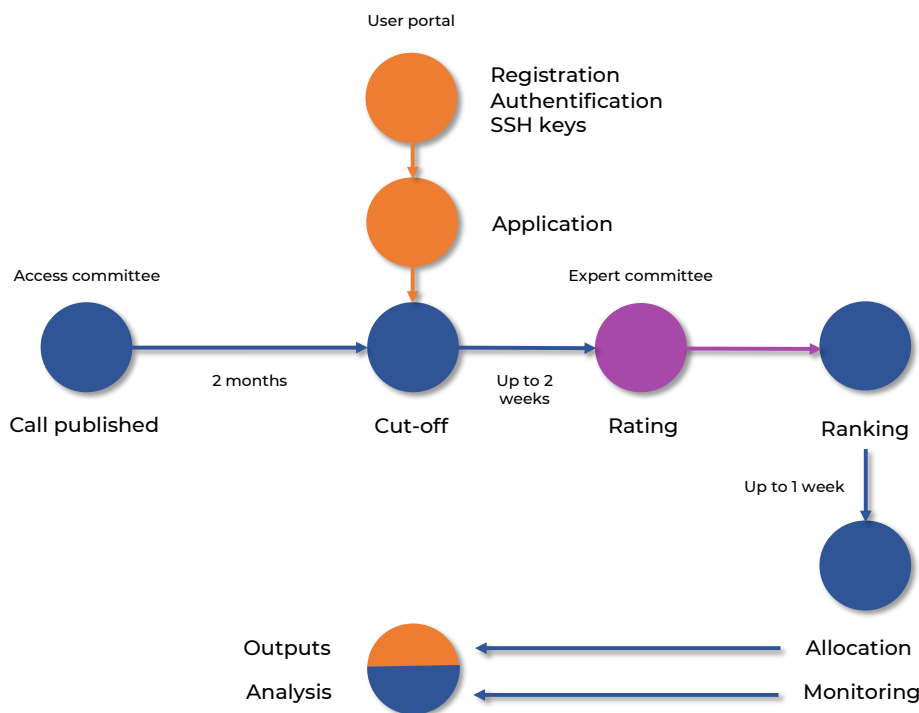 User portal
Registration
Authentification
SSH keys
Application
Access committee
Expert committee
2 months
Up to 2
weeks
Call published
Cut-off
Rating
Ranking
Up to 1 week
Outputs
Allocation
Analysis
Monitoring